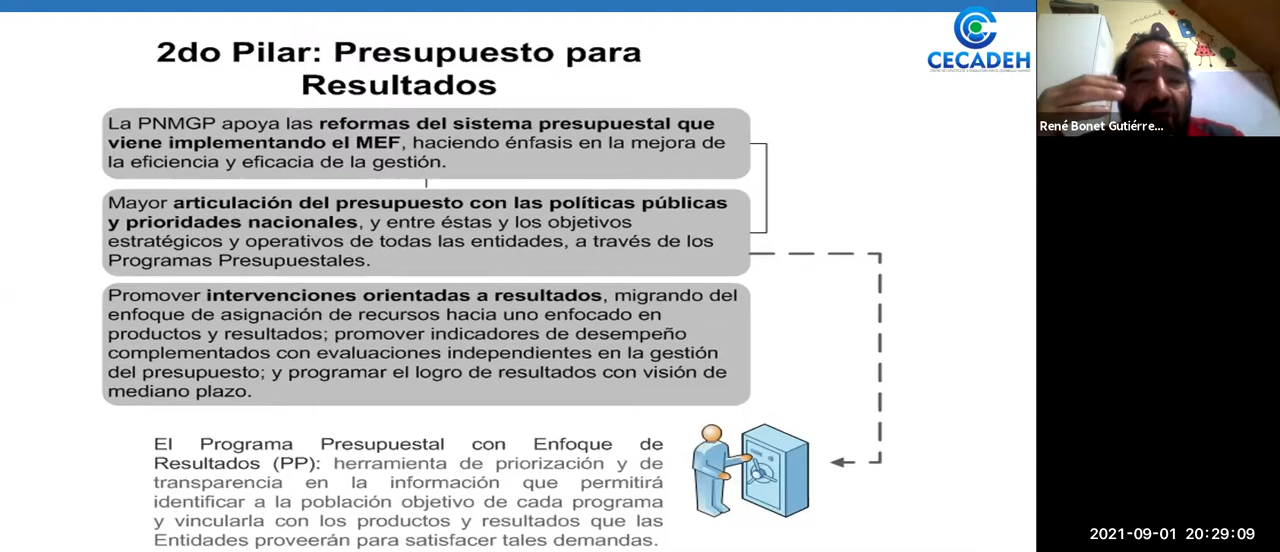 2do Pilar: Presupuesto para
Resultados
CECADEH
La PNMGP apoya las reformas del sistema presupuestal que
viene implementando el MEF, haciendo énfasis en la mejora de
la eficiencia y eficacia de la gestión.
Mayor articulación del presupuesto con las políticas públicas
y prioridades nacionales, y entre éstas y los objetivos
estratégicos y operativos de todas las entidades, a través de los
Programas Presupuestales.
Promover intervenciones orientadas a resultados, migrando del
enfoque de asignación de recursos hacia uno enfocado en
productos y resultados; promover indicadores de desempeño
complementados con evaluaciones independientes en la gestión
del presupuesto; y programar el logro de resultados con visión de
mediano plazo.
El Programa Presupuestal con Enfoque de
Resultados (PP): herramienta de priorización y de
transparencia en la información que permitirá
identificar a la población objetivo de cada programa
y vincularla con los productos y resultados que las
Entidades proveerán para satisfacer tales demandas.
René Bonet Gutiérre...
2021-09-01 20:29:09